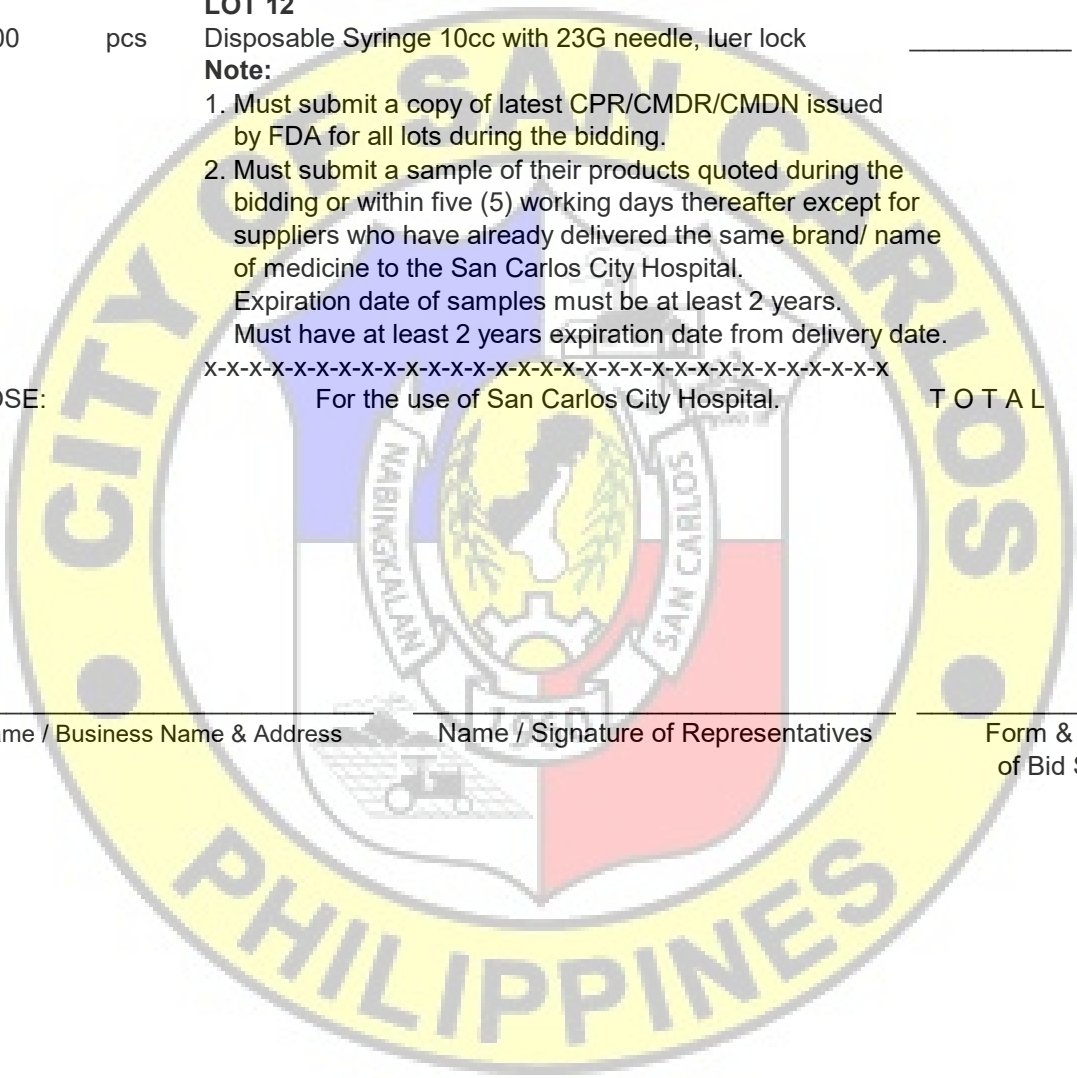 LOT 12
00 pcs Disposable Syringe 10cc with 23G needle, luer lock ___________
Note:
1. Must submit a copy of latest CPR/CMDR/CMDN issued
by FDA for all lots during the bidding.
2. Must submit a sample of their products quoted during the
bidding or within five (5) working days thereafter except for
suppliers who have already delivered the same brand/ name
of medicine to the San Carlos City Hospital.
Expiration date of samples must be at least 2 years.
Must have at least 2 years expiration date from delivery date.
x-x-x-x-x-x-x-x-x-x-x-x-x-x-x-x-x-x-x-x-x-x-x-x-x-x-x-x-x-x-x
OSE: For the use of San Carlos City Hospital. T O T A L
me / Business Name & Address Name / Signature of Representatives Form &
of Bid S
CITY OF SAN CARLOS
NABINGKALAN
SAN CARLOS
1960
PHILIPPINES